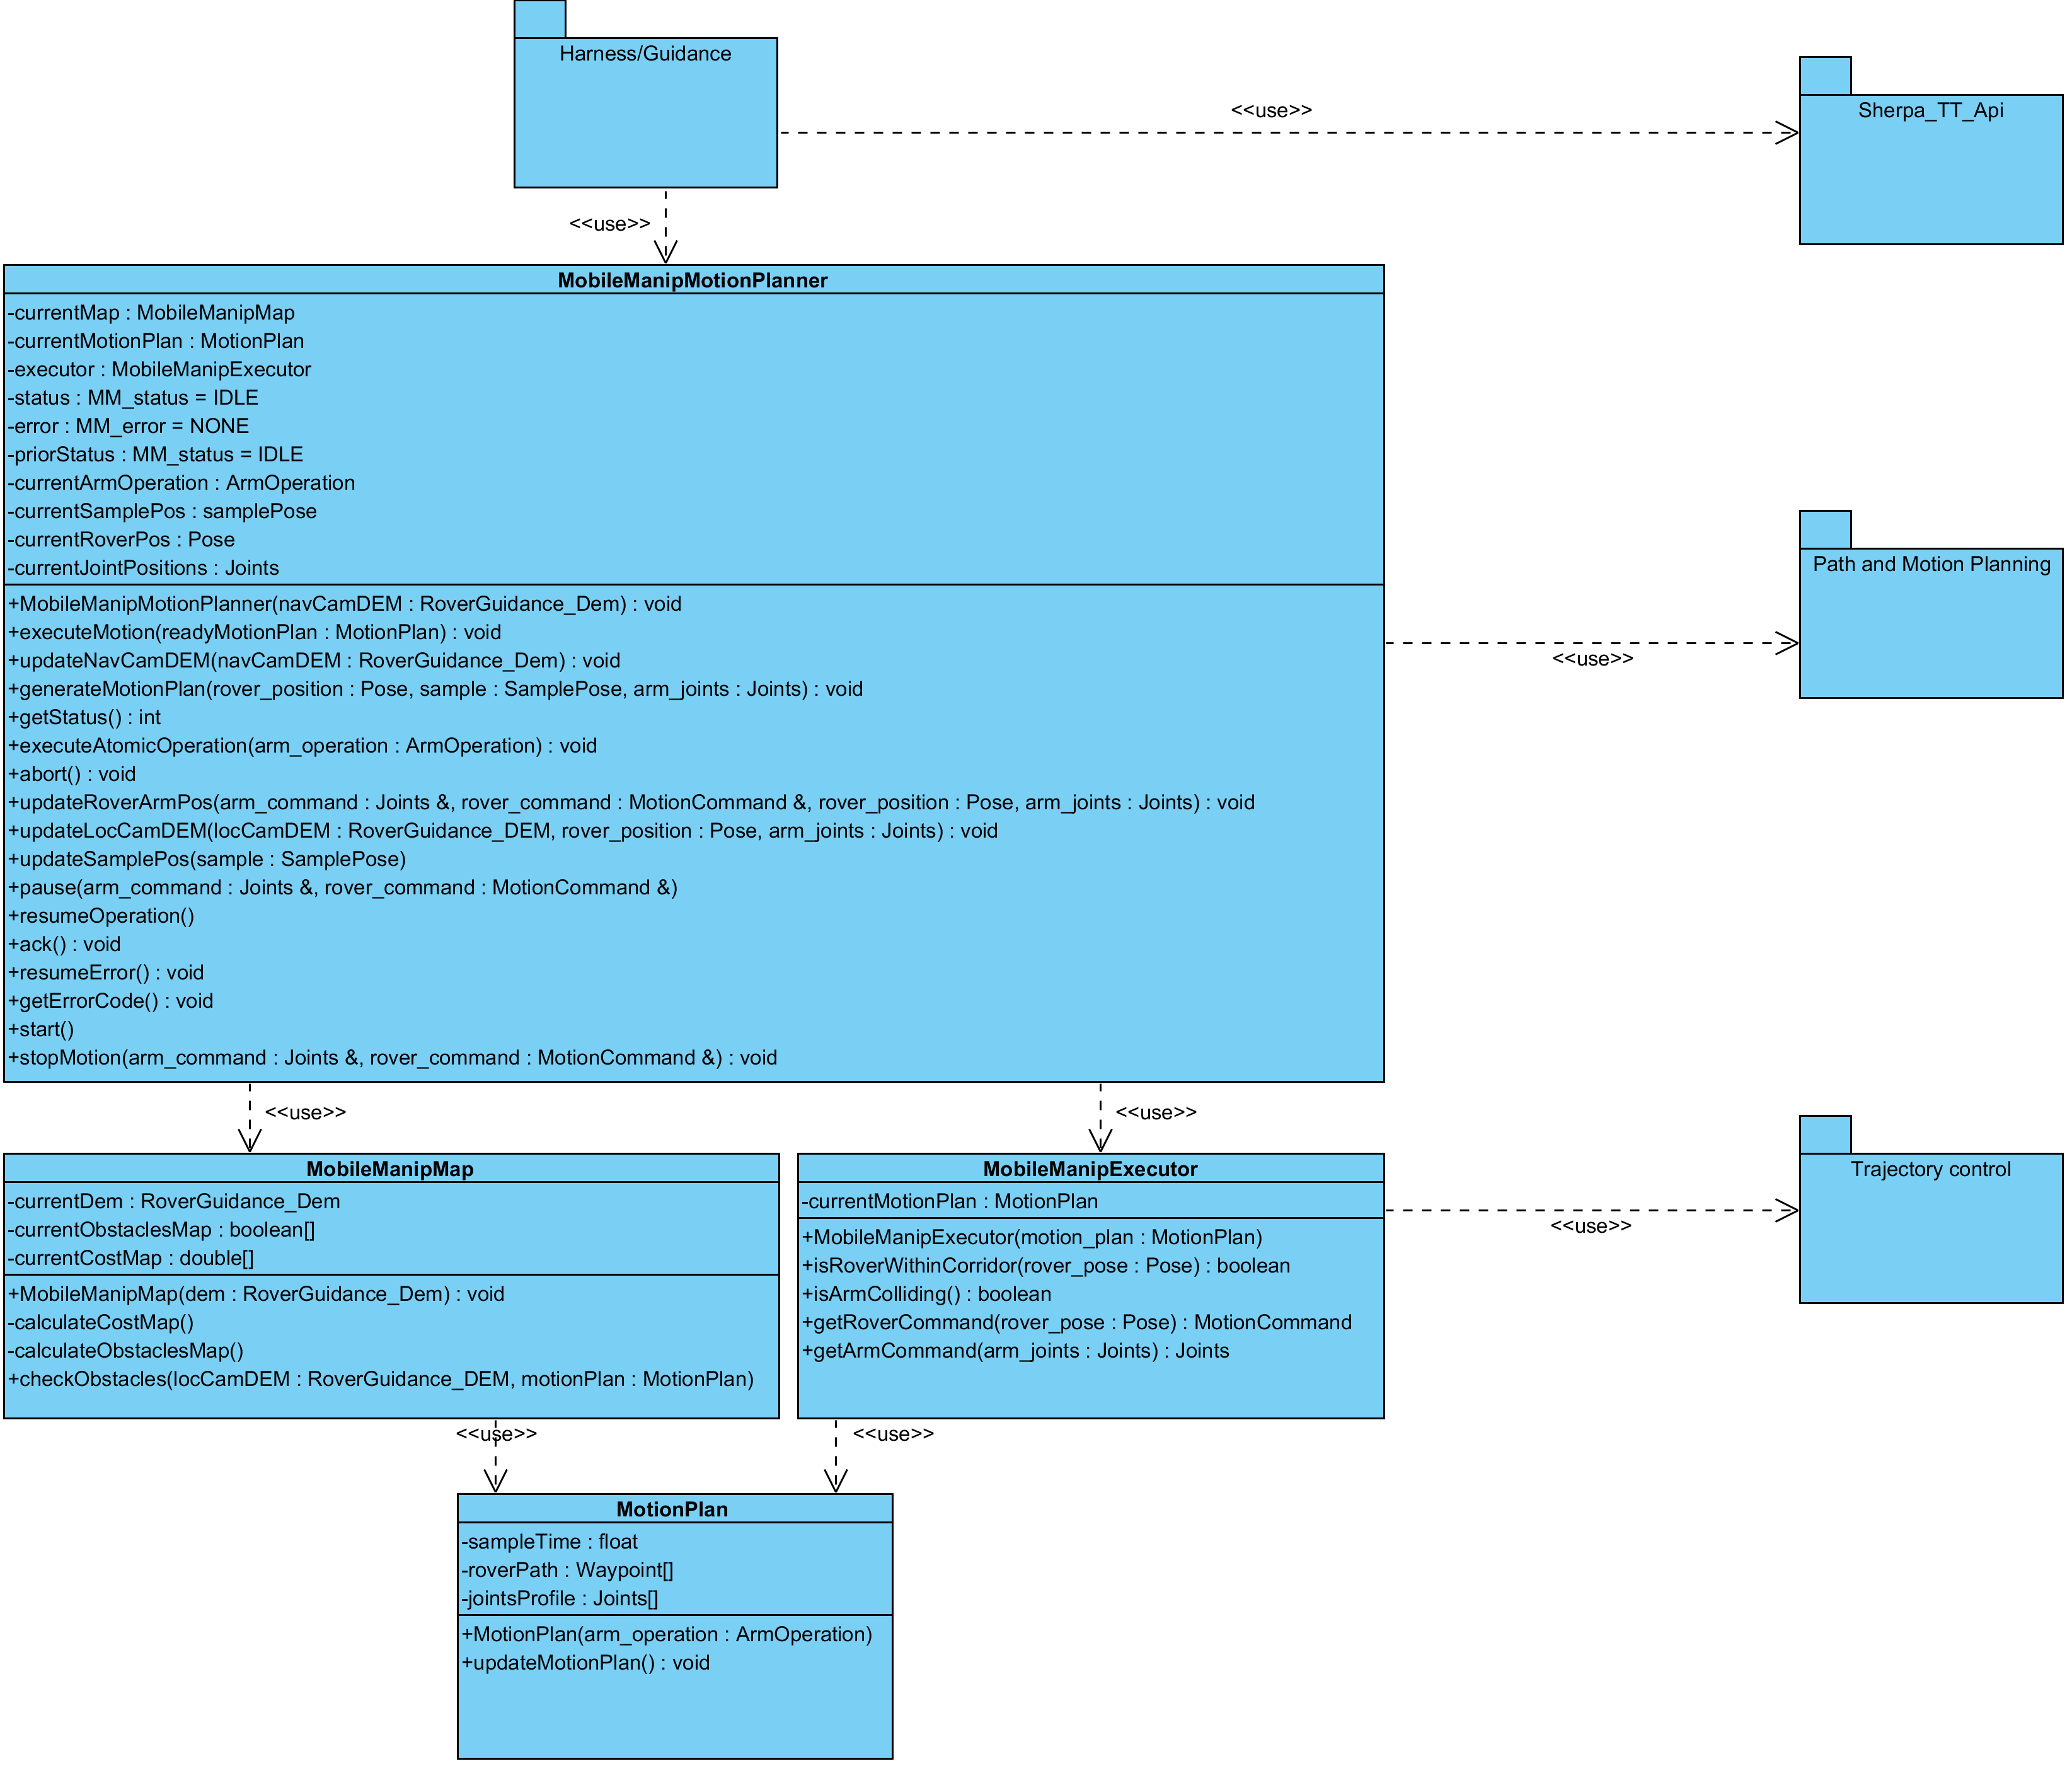 Harness/Guidance
<<use>>
Sherpa_TT_Api
<<use>>
MobileManipMotionPlanner
-currentMap : MobileManipMap
-currentMotionPlan : MotionPlan
-executor : MobileManipExecutor
-status : MM_status = IDLE
-error : MM_error = NONE
-priorStatus : MM_status = IDLE
-currentArmOperation : ArmOperation
-currentSamplePos : samplePose
-currentRoverPos : Pose
-currentJointPositions : Joints
+MobileManipMotionPlanner(navCamDEM : RoverGuidance_Dem) : void
+executeMotion(readyMotionPlan : MotionPlan) : void
+updateNavCamDEM(navCamDEM : RoverGuidance_Dem) : void
+generateMotionPlan(rover_position : Pose, sample : SamplePose, arm_joints : Joints) : void
+getStatus() : int
+executeAtomicOperation(arm_operation : ArmOperation) : void
+abort() : void
+updateRoverArmPos(arm_command : Joints &, rover_command : MotionCommand &, rover_position : Pose, arm_joints : Joints) : void
+updateLocCamDEM(locCamDEM : RoverGuidance_DEM, rover_position : Pose, arm_joints : Joints) : void
+updateSamplePos(sample : SamplePose)
+pause(arm_command : Joints &, rover_command : MotionCommand &)
+resumeOperation()
+ack() : void
+resumeError() : void
+getErrorCode() : void
+start()
+stopMotion(arm_command : Joints &, rover_command : MotionCommand &) : void
Path and Motion Planning
<<use>>
<<use>>
<<use>>
MobileManipMap
-currentDem : RoverGuidance_Dem
-currentObstaclesMap : boolean[]
-currentCostMap : double[]
+MobileManipMap(dem : RoverGuidance_Dem) : void
-calculateCostMap()
-calculateObstaclesMap()
+checkObstacles(locCamDEM : RoverGuidance_DEM, motionPlan : MotionPlan)
MobileManipExecutor
-currentMotionPlan : MotionPlan
+MobileManipExecutor(motion_plan : MotionPlan)
+isRoverWithinCorridor(rover_pose : Pose) : boolean
+isArmColliding() : boolean
+getRoverCommand(rover_pose : Pose) : MotionCommand
+getArmCommand(arm_joints : Joints) : Joints
Trajectory control
<<use>>
<<use>>
<<use>>
MotionPlan
-sampleTime : float
-roverPath : Waypoint[]
-jointsProfile : Joints[]
+MotionPlan(arm_operation : ArmOperation)
+updateMotionPlan() : void